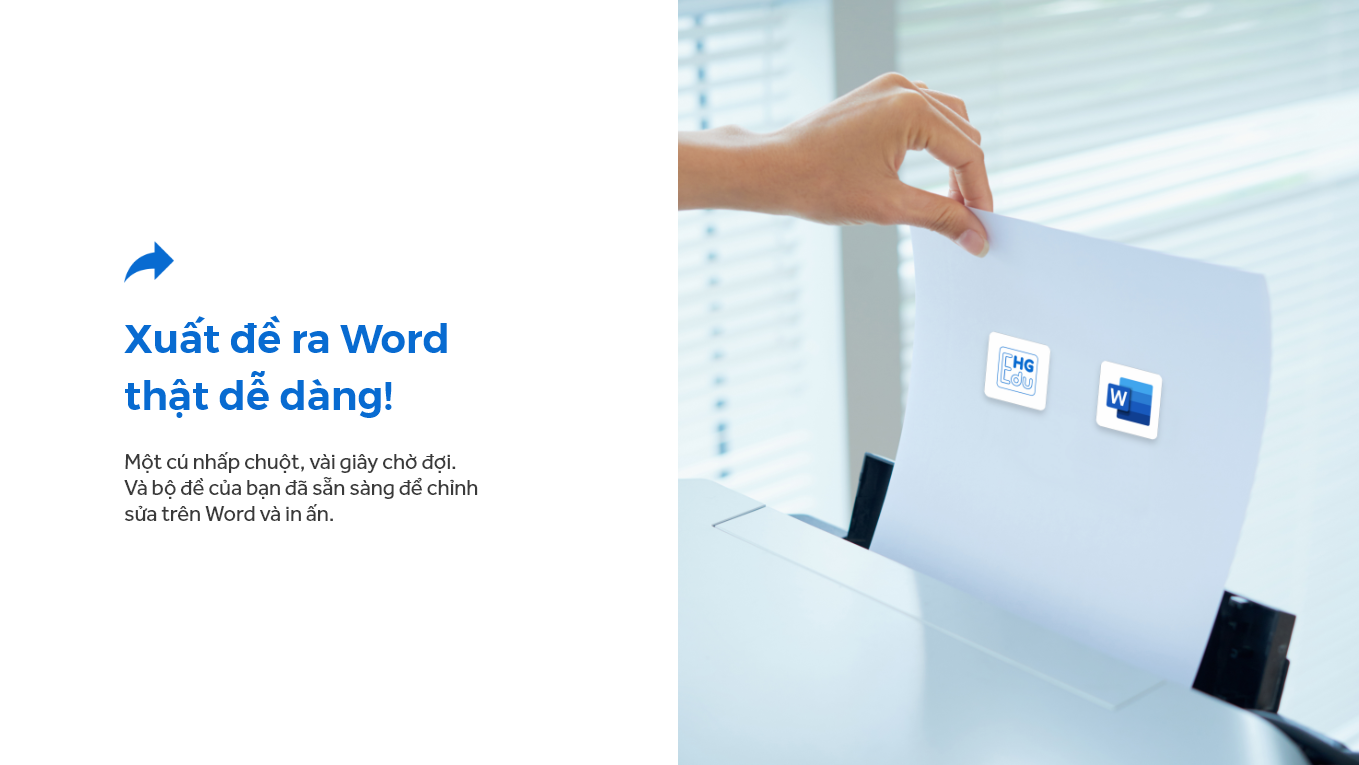 Xuất đề ra Word
thật dễ dàng!
Một cú nhấp chuột, vài giây chờ đợi.
Và bộ đề của bạn đã sẵn sàng để chỉnh
sửa trên Word và in ấn.
HG
Edu
W